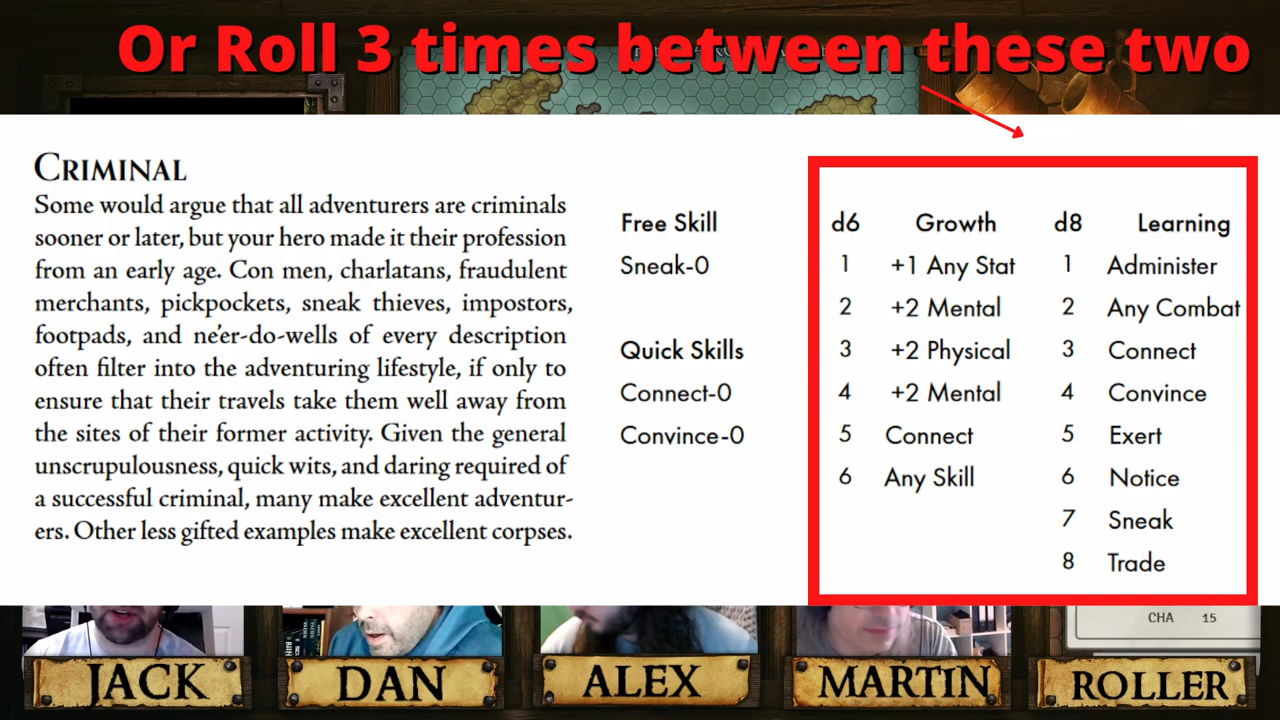 Or Roll 3 times between these two
CRIMINAL
Some would argue that all adventurers are criminals
sooner or later, but your hero made it their profession
from an early age. Con men, charlatans, fraudulent
merchants, pickpockets, sneak thieves, impostors,
footpads, and ne'er-do-wells of every description
often filter into the adventuring lifestyle, if only to
ensure that their travels take them well away from
the sites of their former activity. Given the general
unscrupulousness, quick wits, and daring required of
a successful criminal, many make excellent adventur-
ers. Other less gifted examples make excellent corpses.
Free Skill
Sneak-0
Quick Skills
Connect-0
Convince-0
d6 Growth d8 Learning
1 +1 Any Stat 1 Administer
2 +2 Mental 2 Any Combat
3 +2 Physical 3 Connect
4 +2 Mental 4 Convince
5 Connect 5 Exert
6 Any Skill 6 Notice
7 Sneak
8 Trade
CHA 15
JACK DAN ALEX MARTIN ROLLER